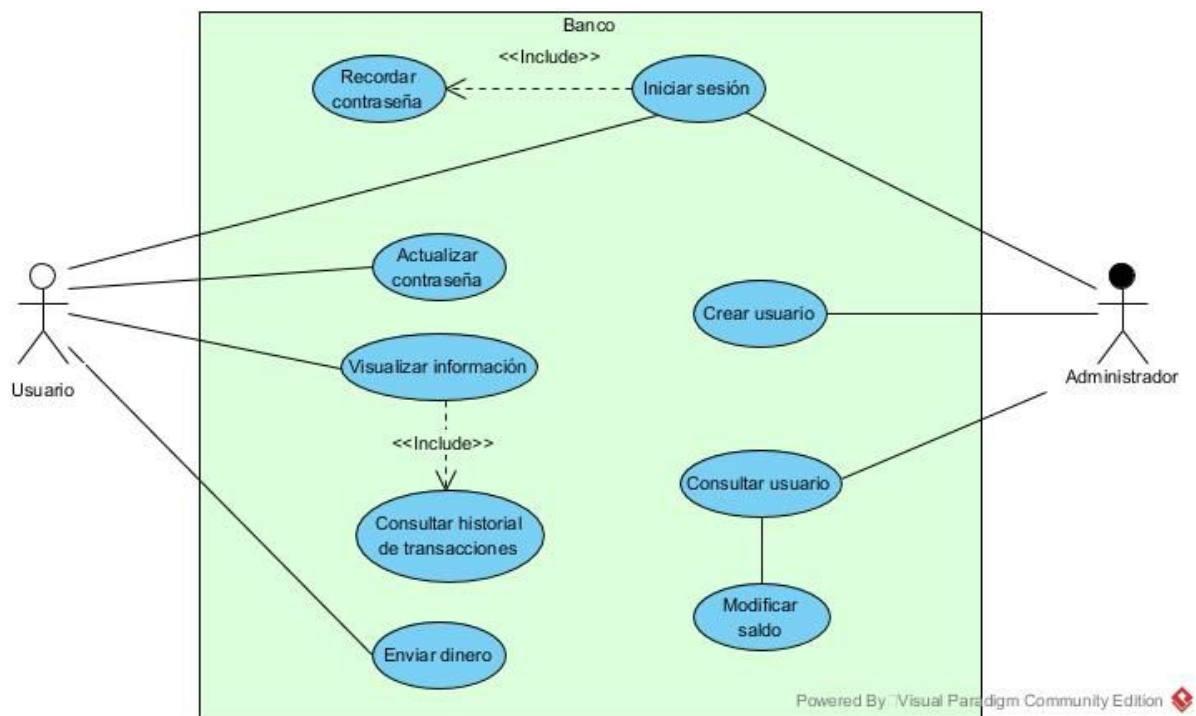 Banco
<<Include>>
Recordar
contraseña
Iniciar sesión
Actualizar
contraseña
Crear usuario
Visualizar información
Usuario
Administrador
<<Include>>
Consultar usuario
Consultar historial
de transacciones
Modificar
saldo
Enviar dinero
Powered By Visual Paradigm Community Edition